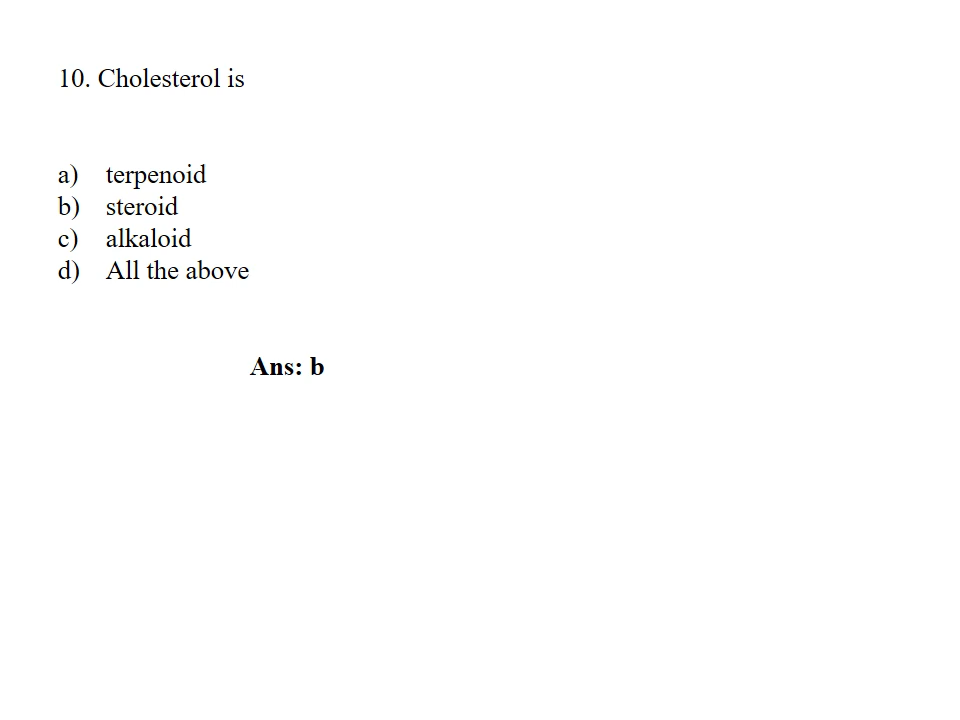 10. Cholesterol is
a) terpenoid
b) steroid
c) alkaloid
d) All the above
Ans: b